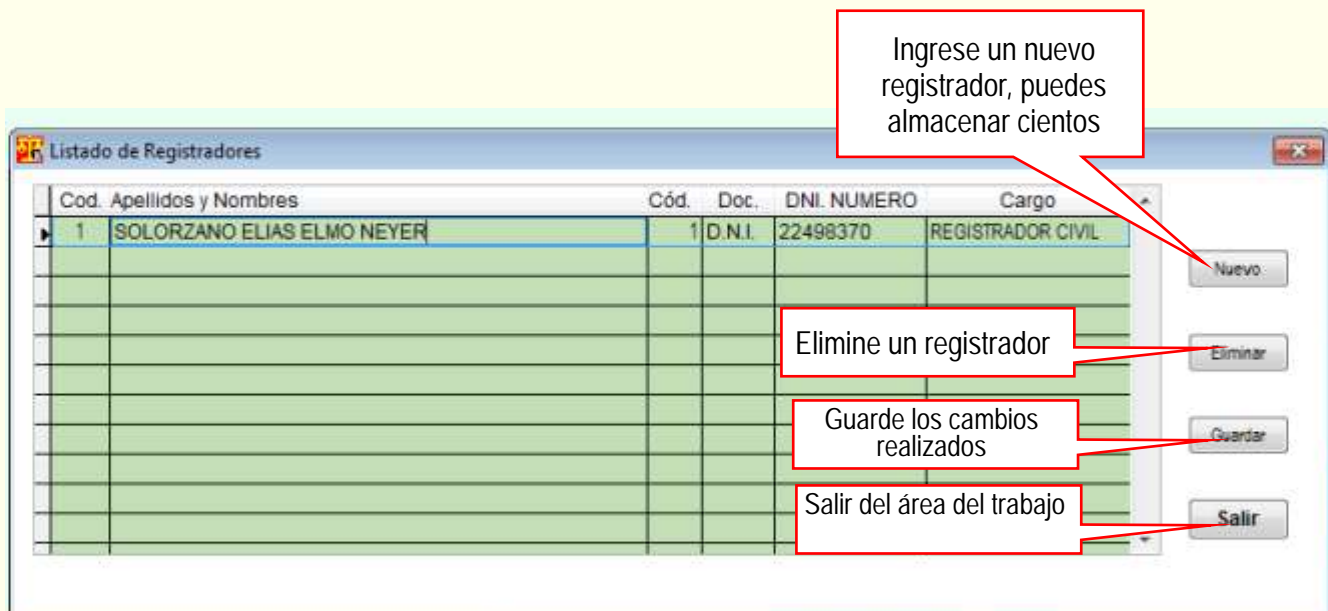 Ingrese un nuevo
registrador, puedes
almacenar cientos
Listado de Registradores
Cod. Apellidos y Nombres Cód. Doc. DNI. NUMERO Cargo
1 SOLORZANO ELIAS ELMO NEYER 1 D.N.I. 22498370 REGISTRADOR CIVIL
Nuevo
Elimine un registrador
Eliminar
Guarde los cambios
realizados
Guardar
Salir del área del trabajo
Salir